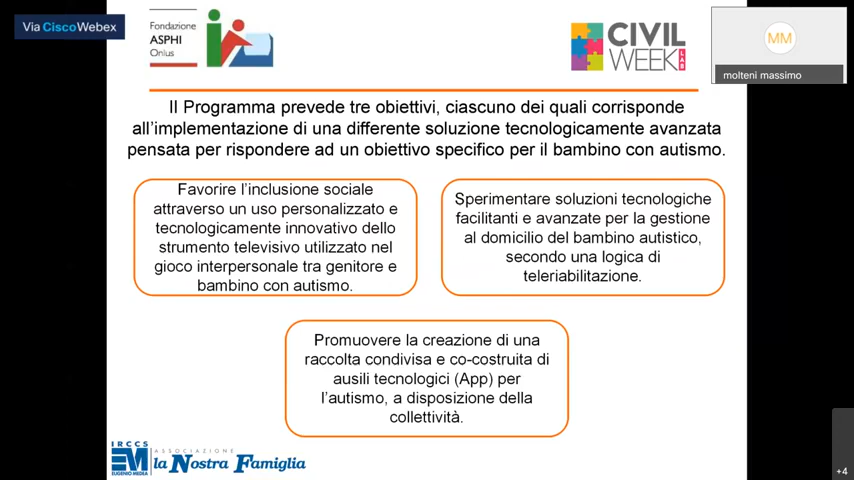 Via Cisco Webex
Fondazione
ASPHI
Onlus
CIVIL
WEEK
LAB
MM
molteni massimo
Il Programma prevede tre obiettivi, ciascuno dei quali corrisponde
all'implementazione di una differente soluzione tecnologicamente avanzata
pensata per rispondere ad un obiettivo specifico per il bambino con autismo.
Favorire l'inclusione sociale
attraverso un uso personalizzato e
tecnologicamente innovativo dello
strumento televisivo utilizzato nel
gioco interpersonale tra genitore e
bambino con autismo.
Sperimentare soluzioni tecnologiche
facilitanti e avanzate per la gestione
al domicilio del bambino autistico,
secondo una logica di
teleriabilitazione.
Promuovere la creazione di una
raccolta condivisa e co-costruita di
ausili tecnologici (App) per
l'autismo, a disposizione della
collettività.
IRCCS
EUGENIO MEDEA
ASSOCIAZIONE
la Nostra Famiglia
+4